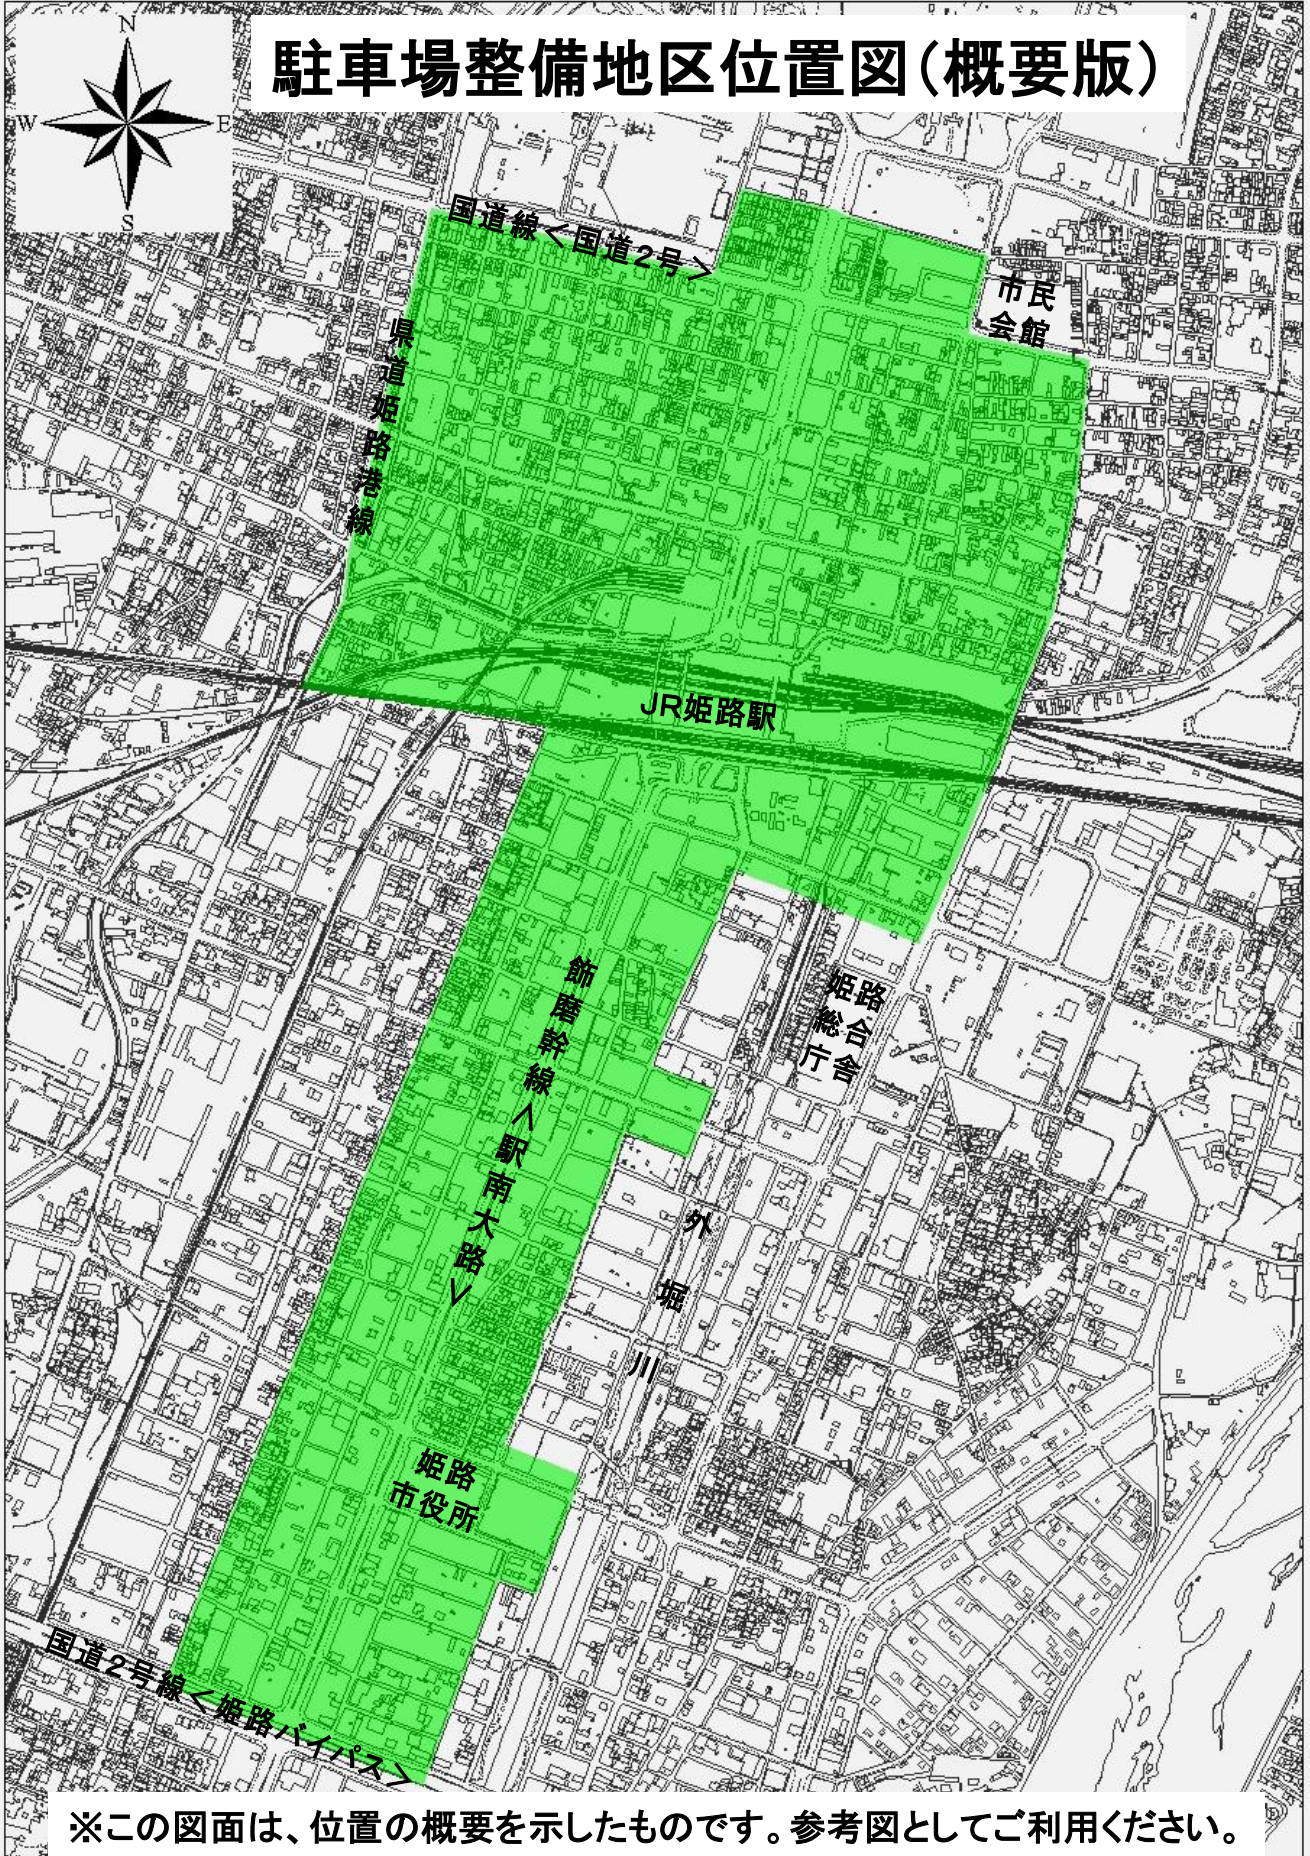 駐車場整備地区位置図（概要版）
N
W
E
S
国道線＜国道2号＞
市民
会館
県道姫路港線
JR姫路駅
飾磨幹線＜駅南大路＞
姫路
総合
庁舎
外堀川
姫路
市役所
国道2号線＜姫路バイパス＞
※この図面は、位置の概要を示したものです。参考図としてご利用ください。